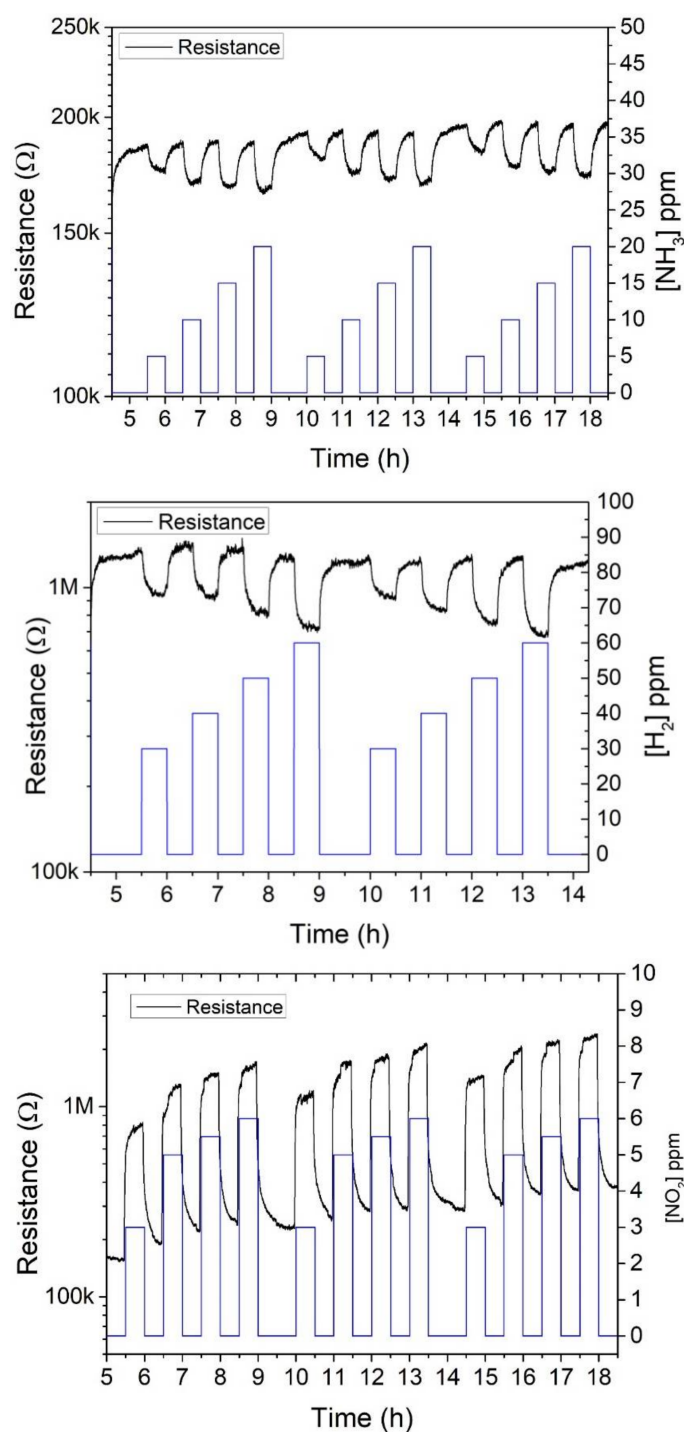 250k
200k
150k
100k
Resistance (Ω)
Resistance
50
45
40
35
30
25
20
15
10
5
0
[NH₃] ppm
5 6 7 8 9 10 11 12 13 14 15 16 17 18
Time (h)
1M
100k
Resistance (Ω)
Resistance
100
90
80
70
60
50
40
30
20
10
0
[H₂] ppm
5 6 7 8 9 10 11 12 13 14
Time (h)
1M
100k
Resistance (Ω)
Resistance
10
9
8
7
6
5
4
3
2
1
0
[NO₂] ppm
5 6 7 8 9 10 11 12 13 14 15 16 17 18
Time (h)